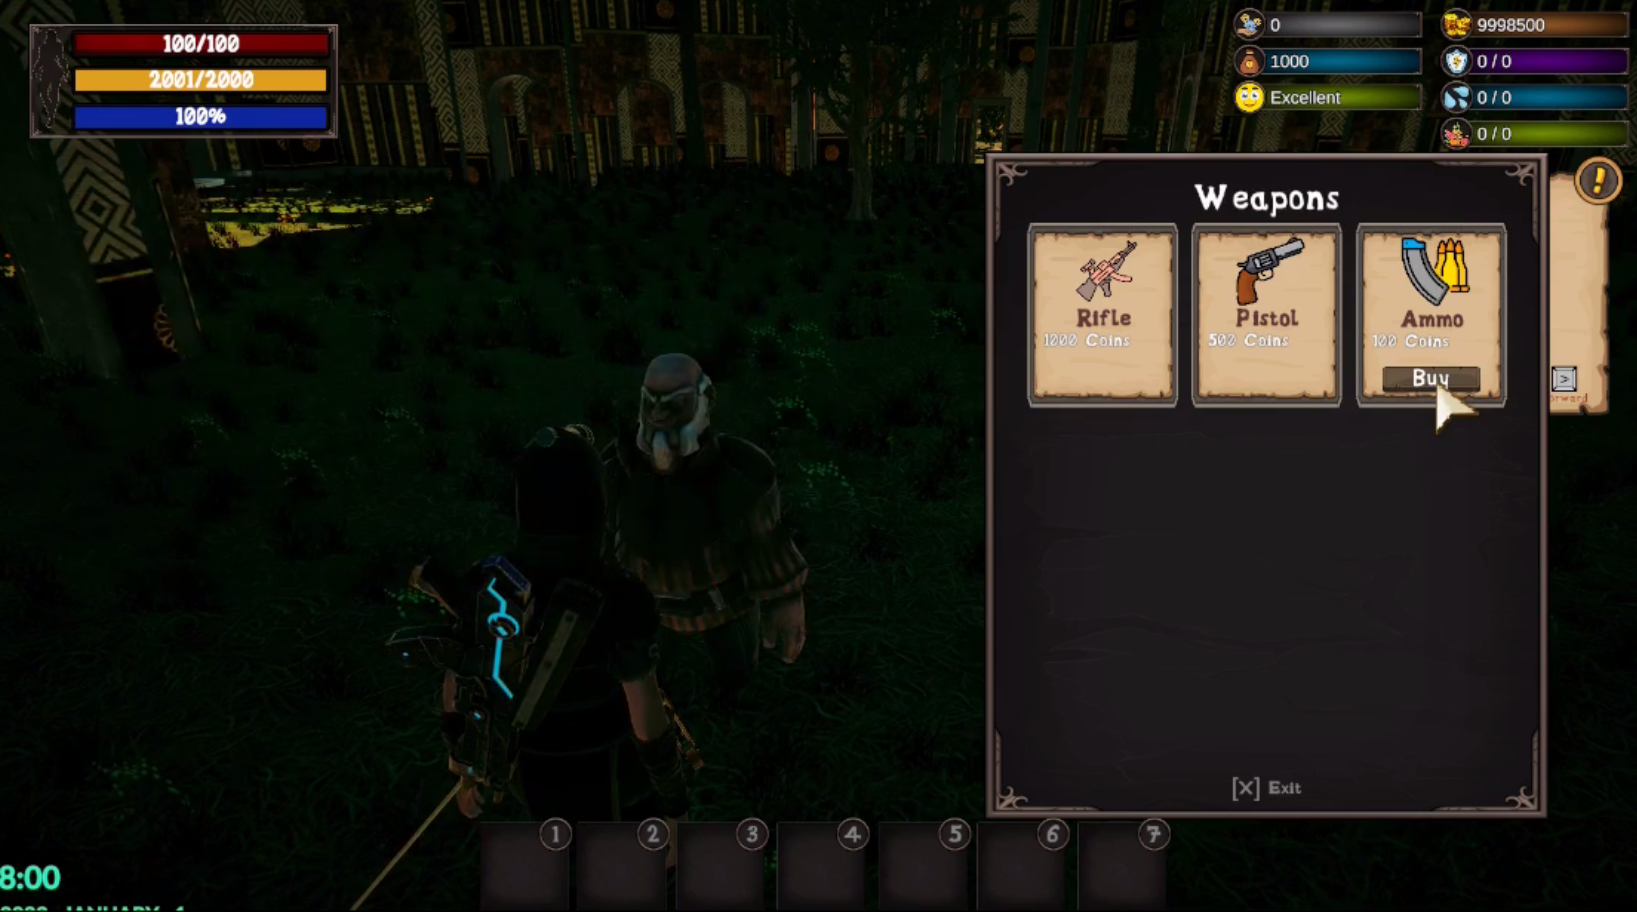 100/100
2001/2000
100%
0
9998500
1000
0 / 0
Excellent
0 / 0
0 / 0
Weapons
Rifle
1000 Coins
Pistol
500 Coins
Ammo
100 Coins
Buy
>
orward
[X] Exit
1 2 3 4 5 6 7
8:00